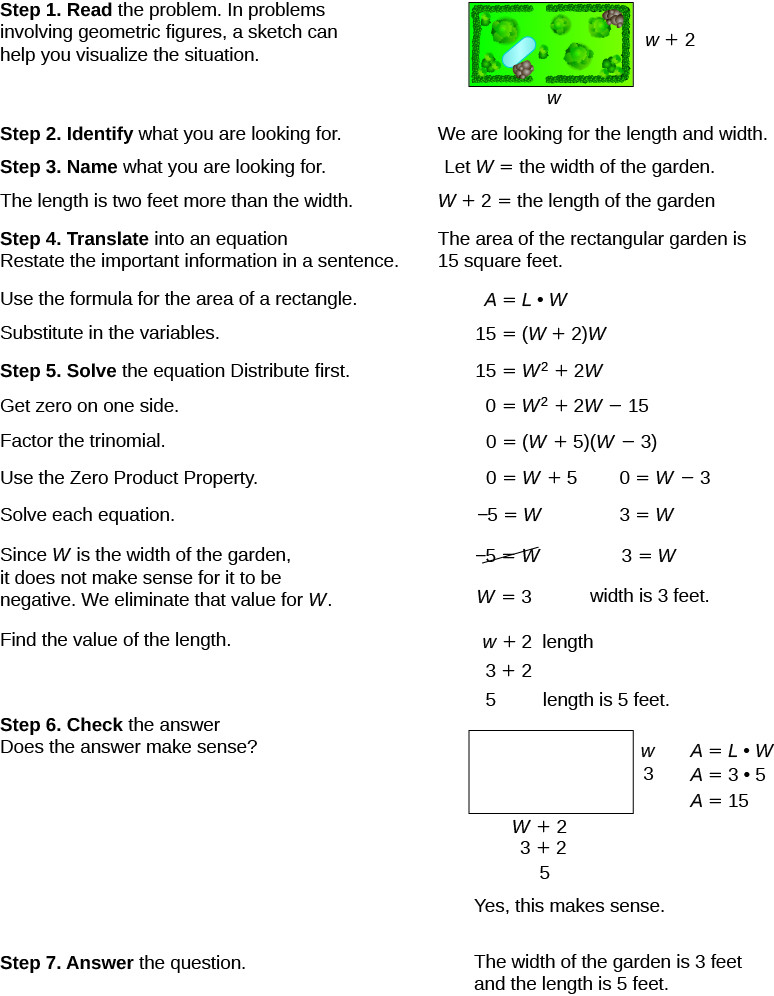 Step 1. Read the problem. In problems
involving geometric figures, a sketch can
help you visualize the situation.
w + 2
w
Step 2. Identify what you are looking for.
We are looking for the length and width.
Step 3. Name what you are looking for.
Let W = the width of the garden.
The length is two feet more than the width.
W + 2 = the length of the garden
Step 4. Translate into an equation
Restate the important information in a sentence.
The area of the rectangular garden is
15 square feet.
Use the formula for the area of a rectangle.
A = L • W
Substitute in the variables.
15 = (W + 2)W
Step 5. Solve the equation Distribute first.
15 = W² + 2W
Get zero on one side.
0 = W² + 2W − 15
Factor the trinomial.
0 = (W + 5)(W − 3)
Use the Zero Product Property.
0 = W + 5 0 = W − 3
Solve each equation.
−5 = W 3 = W
Since W is the width of the garden,
it does not make sense for it to be
negative. We eliminate that value for W.
−5 = W 3 = W
W = 3 width is 3 feet.
Find the value of the length.
w + 2 length
3 + 2
5 length is 5 feet.
Step 6. Check the answer
Does the answer make sense?
w
3
W + 2
3 + 2
5
A = L • W
A = 3 • 5
A = 15
Yes, this makes sense.
Step 7. Answer the question.
The width of the garden is 3 feet
and the length is 5 feet.